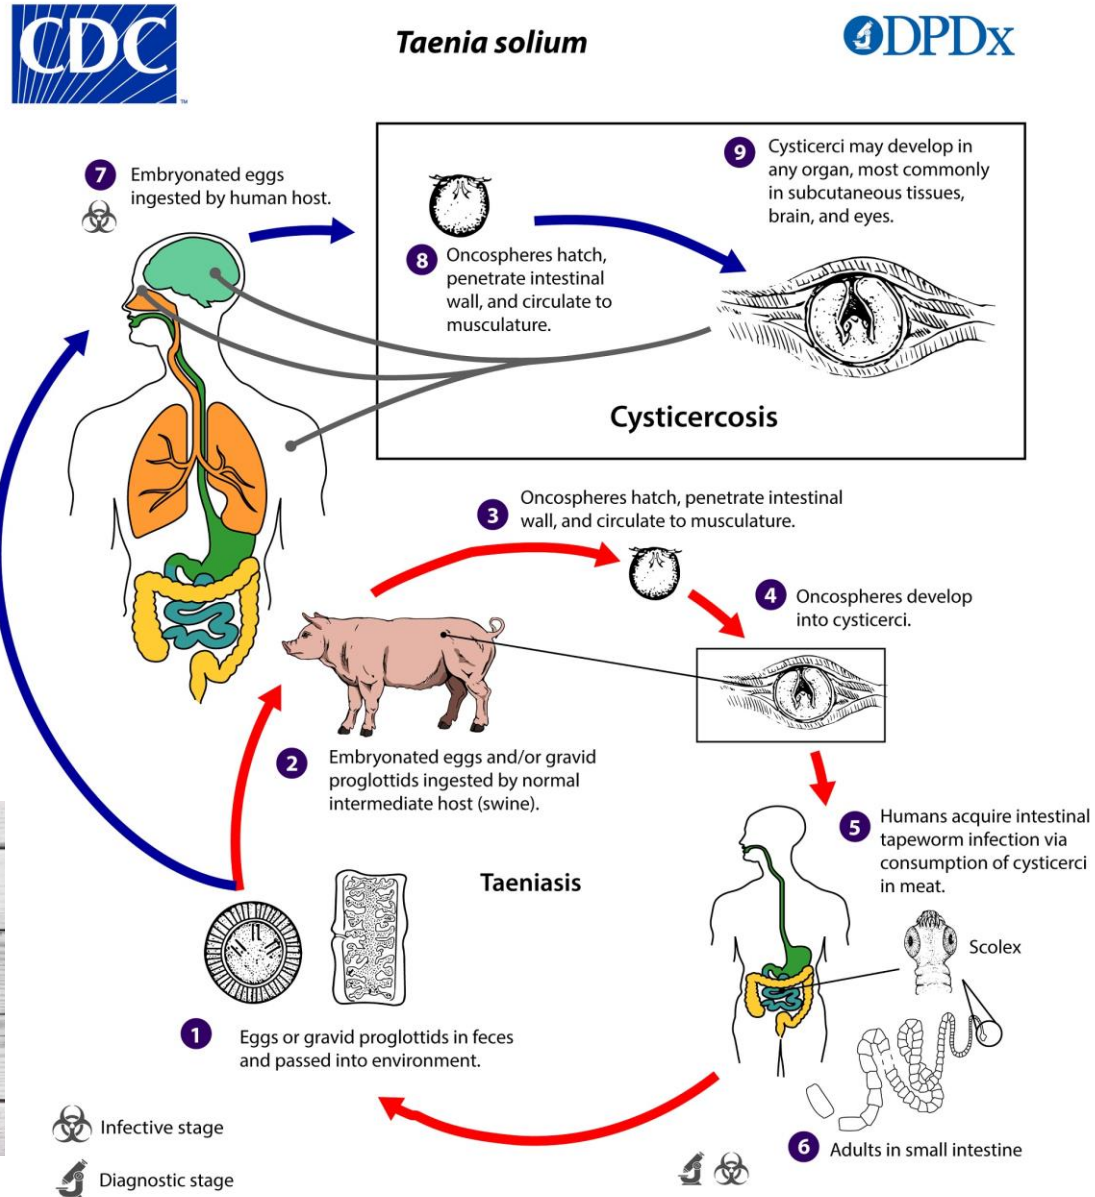 CDC
TM
Taenia solium
DPDx
7 Embryonated eggs
ingested by human host.
8 Oncospheres hatch,
penetrate intestinal
wall, and circulate to
musculature.
9 Cysticerci may develop in
any organ, most commonly
in subcutaneous tissues,
brain, and eyes.
Cysticercosis
3 Oncospheres hatch, penetrate intestinal
wall, and circulate to musculature.
4 Oncospheres develop
into cysticerci.
2 Embryonated eggs and/or gravid
proglottids ingested by normal
intermediate host (swine).
5 Humans acquire intestinal
tapeworm infection via
consumption of cysticerci
in meat.
Taeniasis
Scolex
1 Eggs or gravid proglottids in feces
and passed into environment.
6 Adults in small intestine
Infective stage
Diagnostic stage